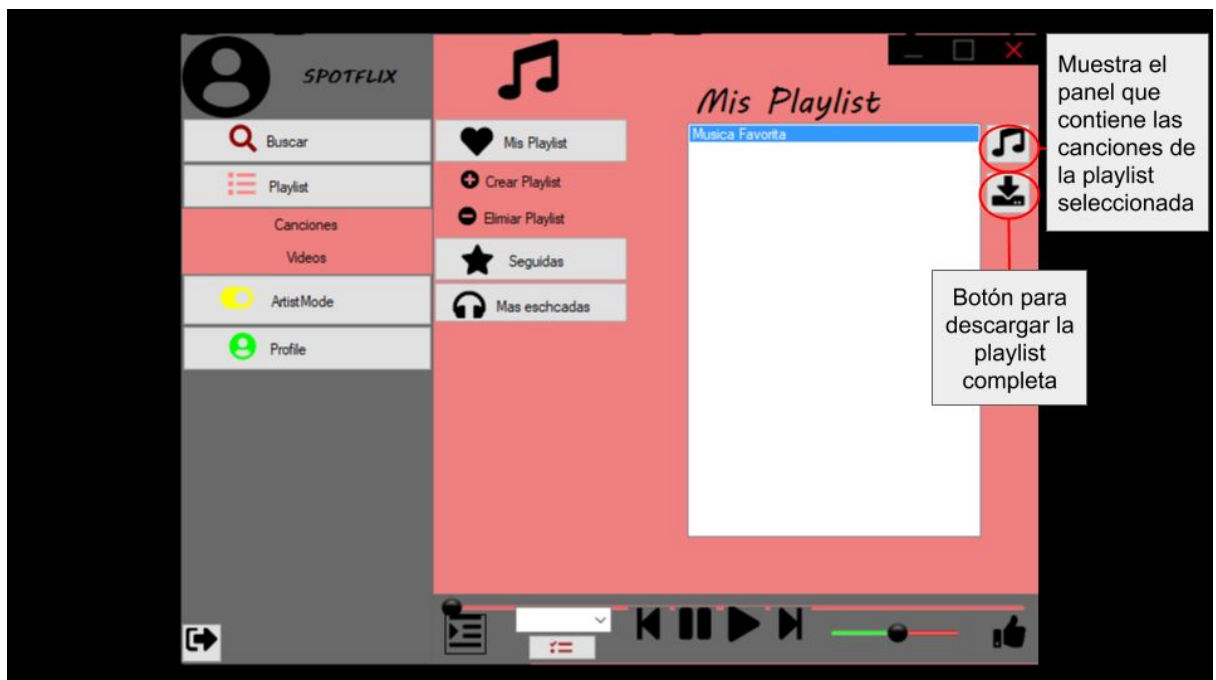 SPOTFLIX
Buscar
Playlist
Canciones
Videos
ArtistMode
Profile
Mis Playlist
Crear Playlist
Elimiar Playlist
Seguidas
Mas eschcadas
Mis Playlist
Musica Favorita
Muestra el
panel que
contiene las
canciones de
la playlist
seleccionada
Botón para
descargar la
playlist
completa